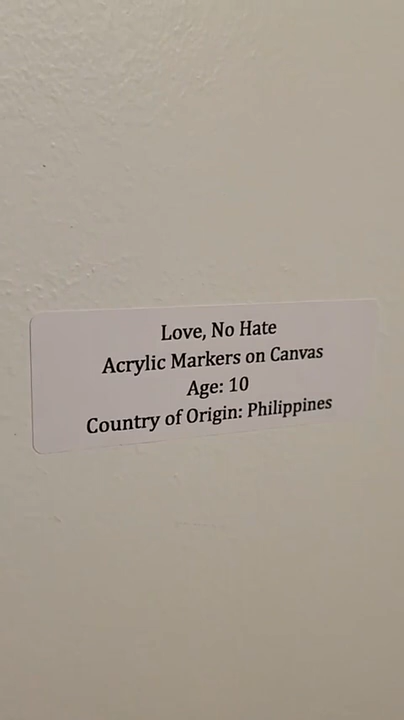 Love, No Hate
Acrylic Markers on Canvas
Age: 10
Country of Origin: Philippines